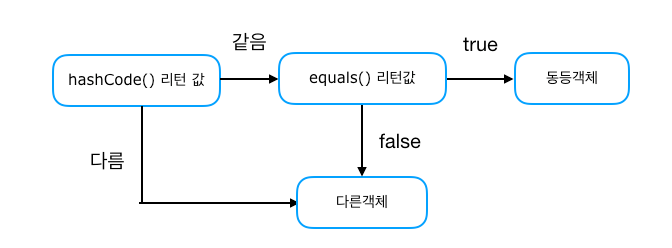 같음
true
hashCode() 리턴 값
equals() 리턴값
동등객체
다름
false
다른객체